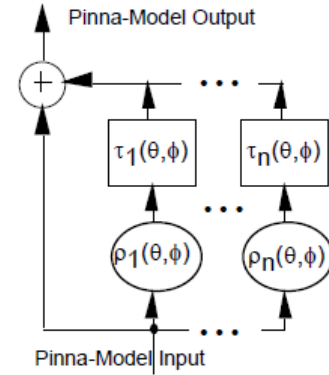 Pinna-Model Output
+
• • •
τ1(θ,ϕ) τn(θ,ϕ)
• • •
ρ1(θ,ϕ) ρn(θ,ϕ)
• • •
Pinna-Model Input